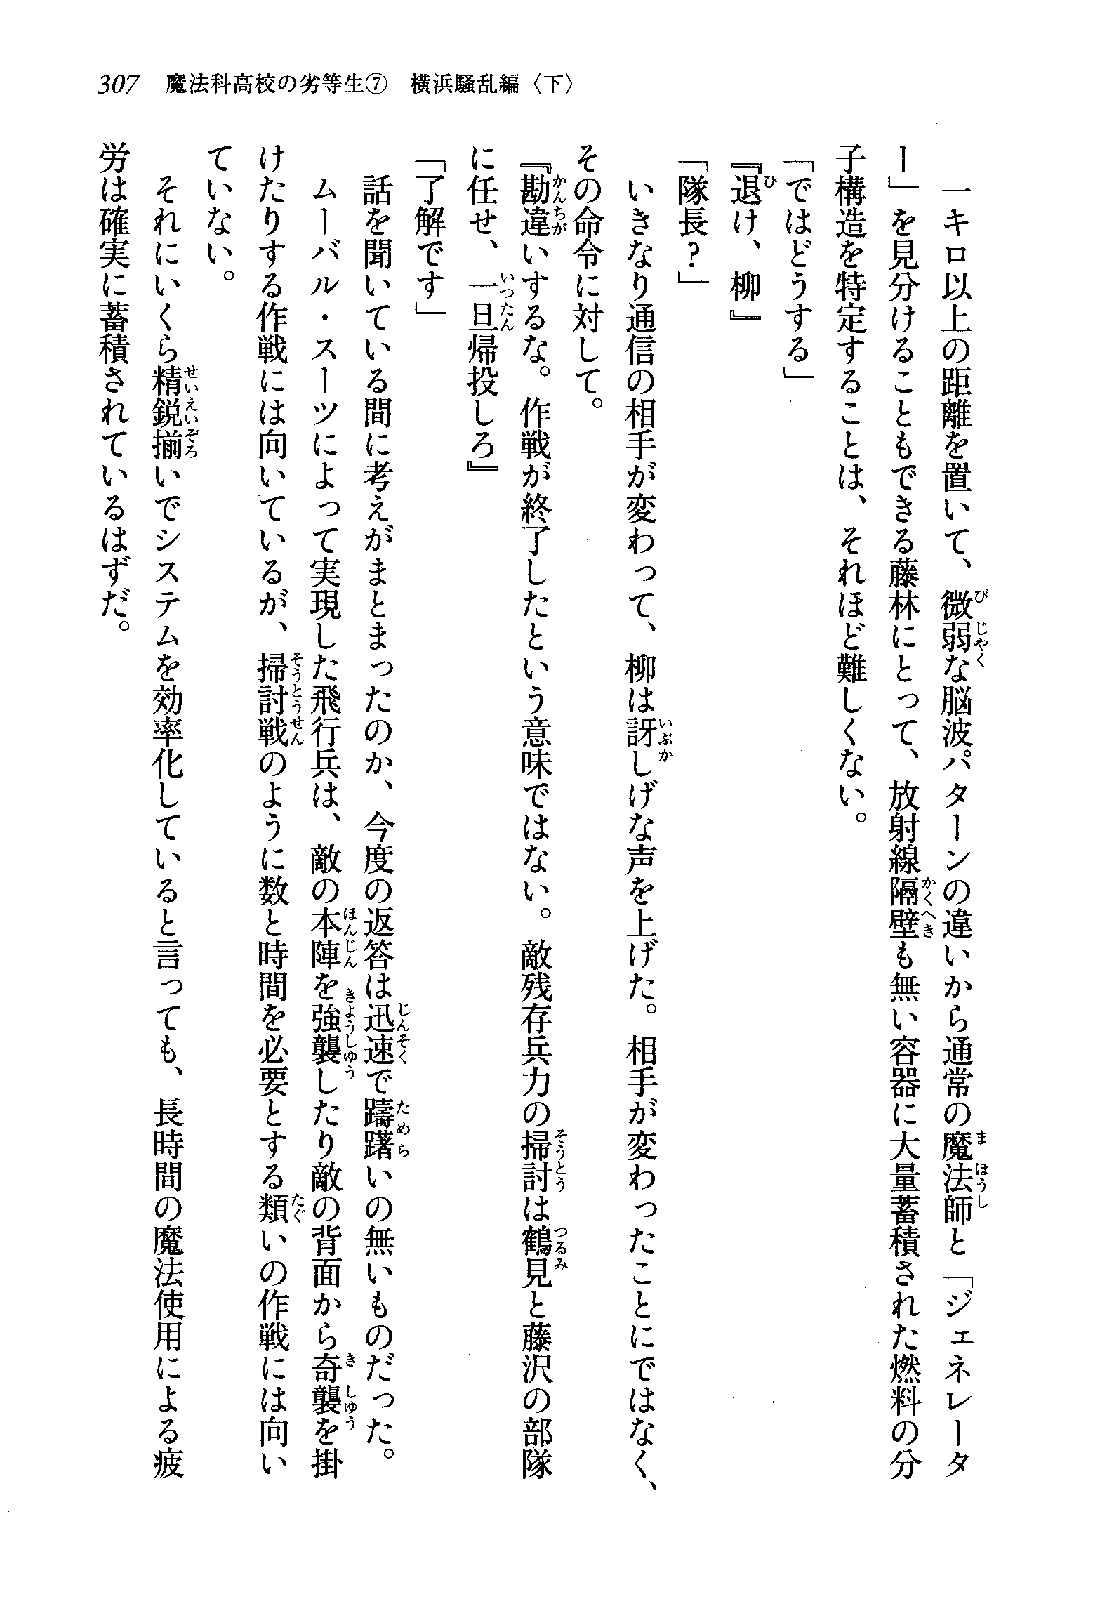 307 魔法科高校の劣等生⑦ 横浜騒乱編〈下〉
一キロ以上の距離を置いて、微弱な脳波パターンの違いから通常の魔法師と「ジェネレータ
ー」を見分けることもできる藤林にとって、放射線隔壁も無い容器に大量蓄積された燃料の分
子構造を特定することは、それほど難しくない。
「ではどうする」
『退け、柳』
「隊長？」
いきなり通信の相手が変わって、柳は訝しげな声を上げた。相手が変わったことにではなく、
その命令に対して。
『勘違いするな。作戦が終了したという意味ではない。敵残存兵力の掃討は鶴見と藤沢の部隊
に任せ、一旦帰投しろ』
「了解です」
話を聞いている間に考えがまとまったのか、今度の返答は迅速で躊躇いの無いものだった。
ムーバル・スーツによって実現した飛行兵は、敵の本陣を強襲したり敵の背面から奇襲を掛
けたりする作戦には向いているが、掃討戦のように数と時間を必要とする類いの作戦には向い
ていない。
それにいくら精鋭揃いでシステムを効率化していると言っても、長時間の魔法使用による疲
労は確実に蓄積されているはずだ。